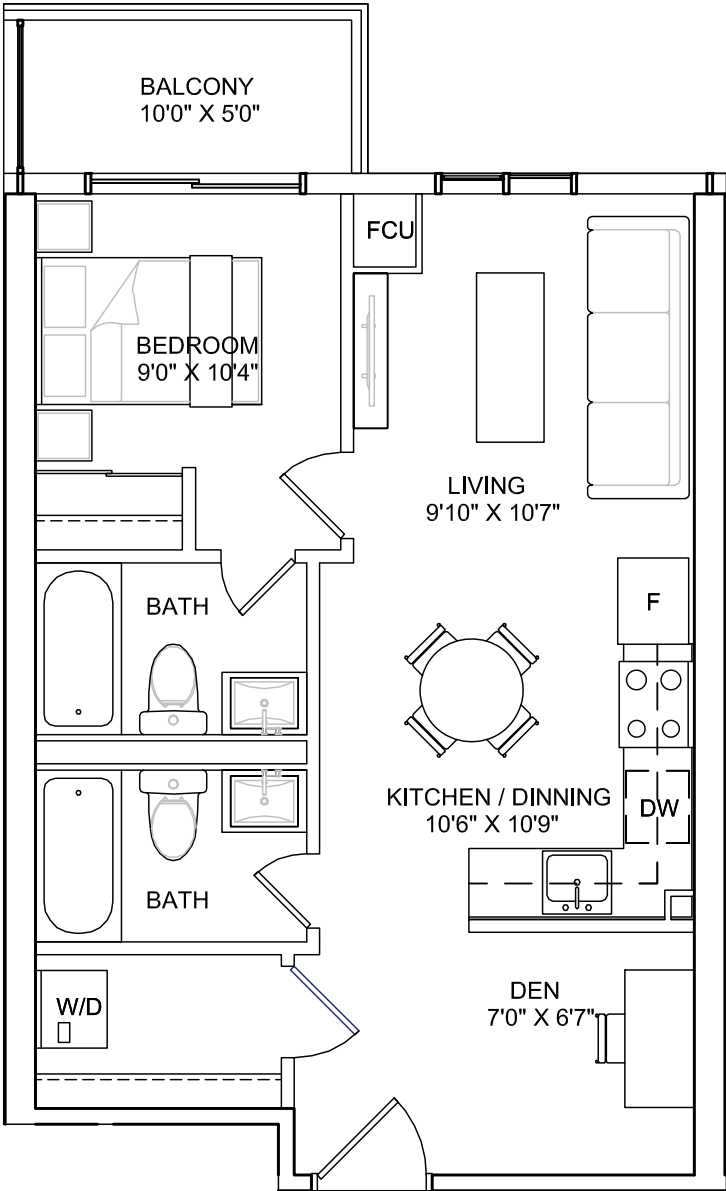 BALCONY
10'0" X 5'0"
FCU
BEDROOM
9'0" X 10'4"
LIVING
9'10" X 10'7"
BATH
F
KITCHEN / DINNING
10'6" X 10'9"
DW
BATH
W/D
DEN
7'0" X 6'7"